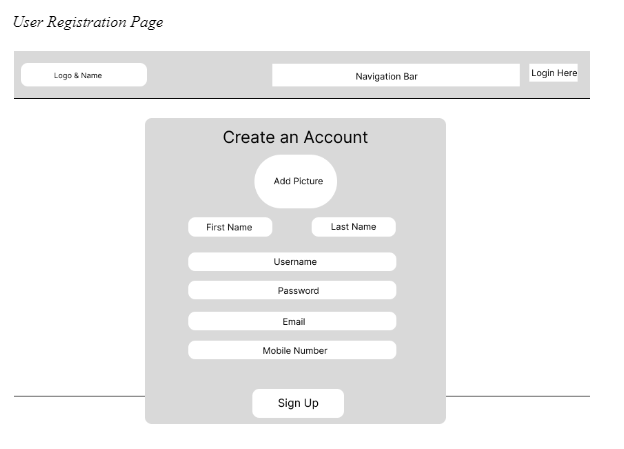 User Registration Page
Logo & Name
Navigation Bar
Login Here
Create an Account
Add Picture
First Name
Last Name
Username
Password
Email
Mobile Number
Sign Up